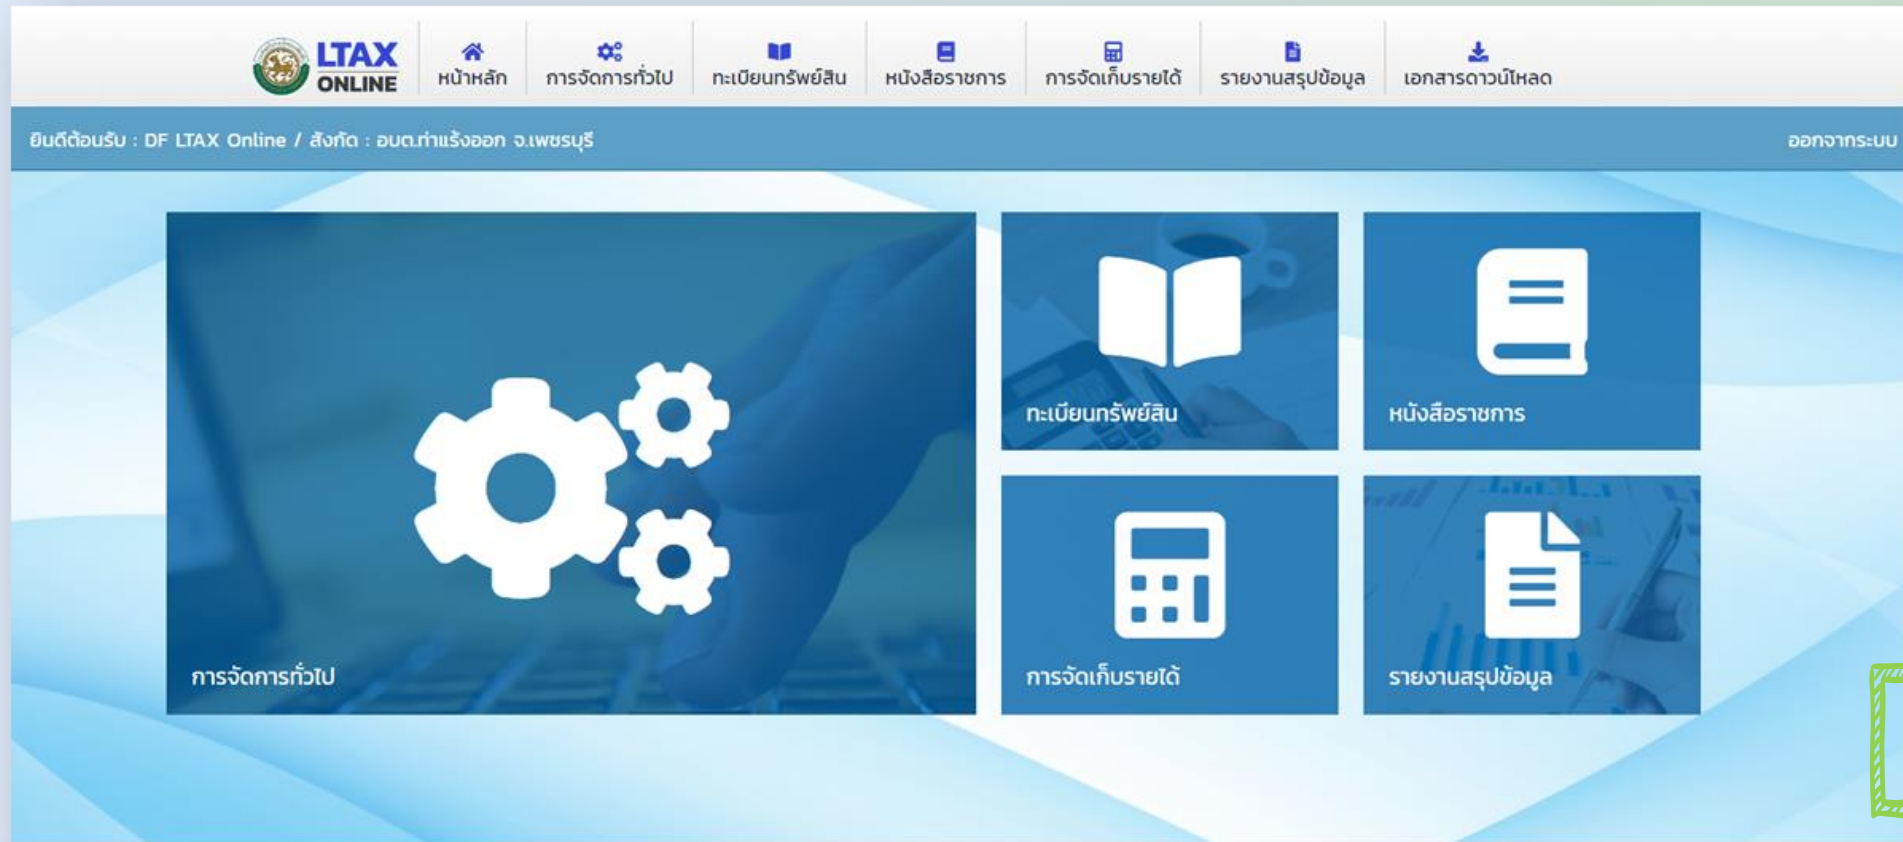 LTAX
ONLINE
หน้าหลัก
การจัดการทั่วไป
ทะเบียนทรัพย์สิน
หนังสือราชการ
การจัดเก็บรายได้
รายงานสรุปข้อมูล
เอกสารดาวน์โหลด
ยินดีต้อนรับ : DF LTAX Online / สังกัด : อบต.ท่าแร้งออก จ.เพชรบุรี
ออกจากระบบ
ทะเบียนทรัพย์สิน
หนังสือราชการ
การจัดการทั่วไป
การจัดเก็บรายได้
รายงานสรุปข้อมูล